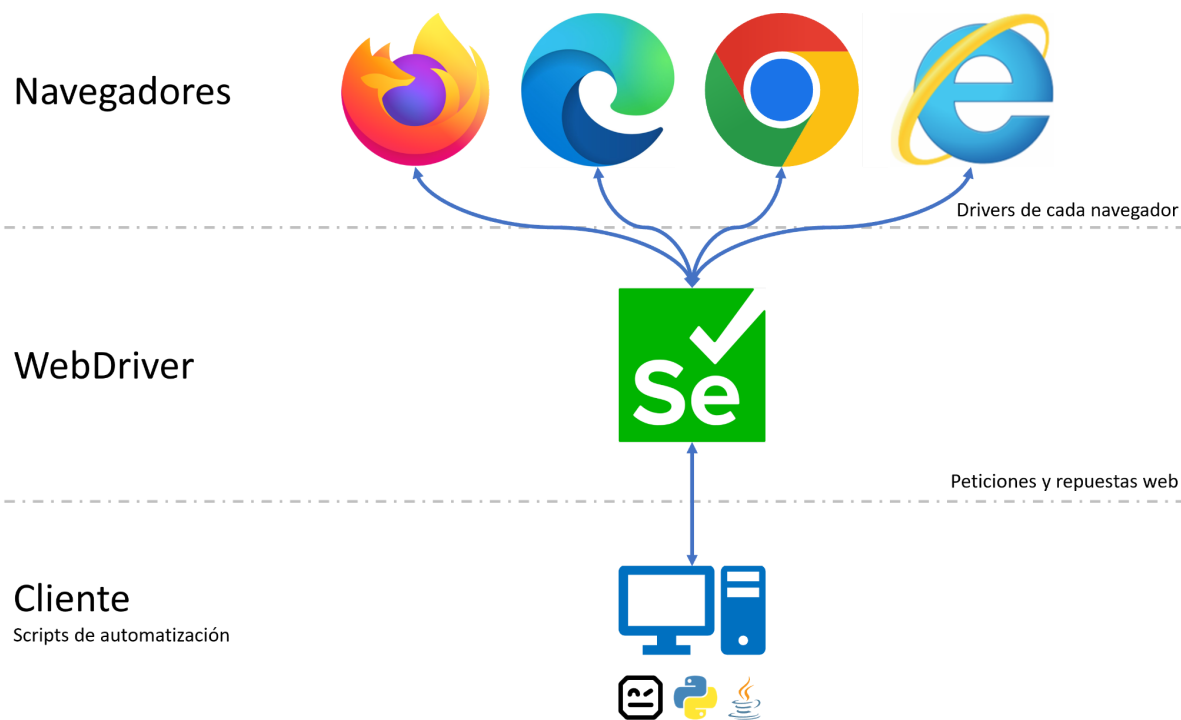 Navegadores
Drivers de cada navegador
WebDriver
Se
Peticiones y repuestas web
Cliente
Scripts de automatización